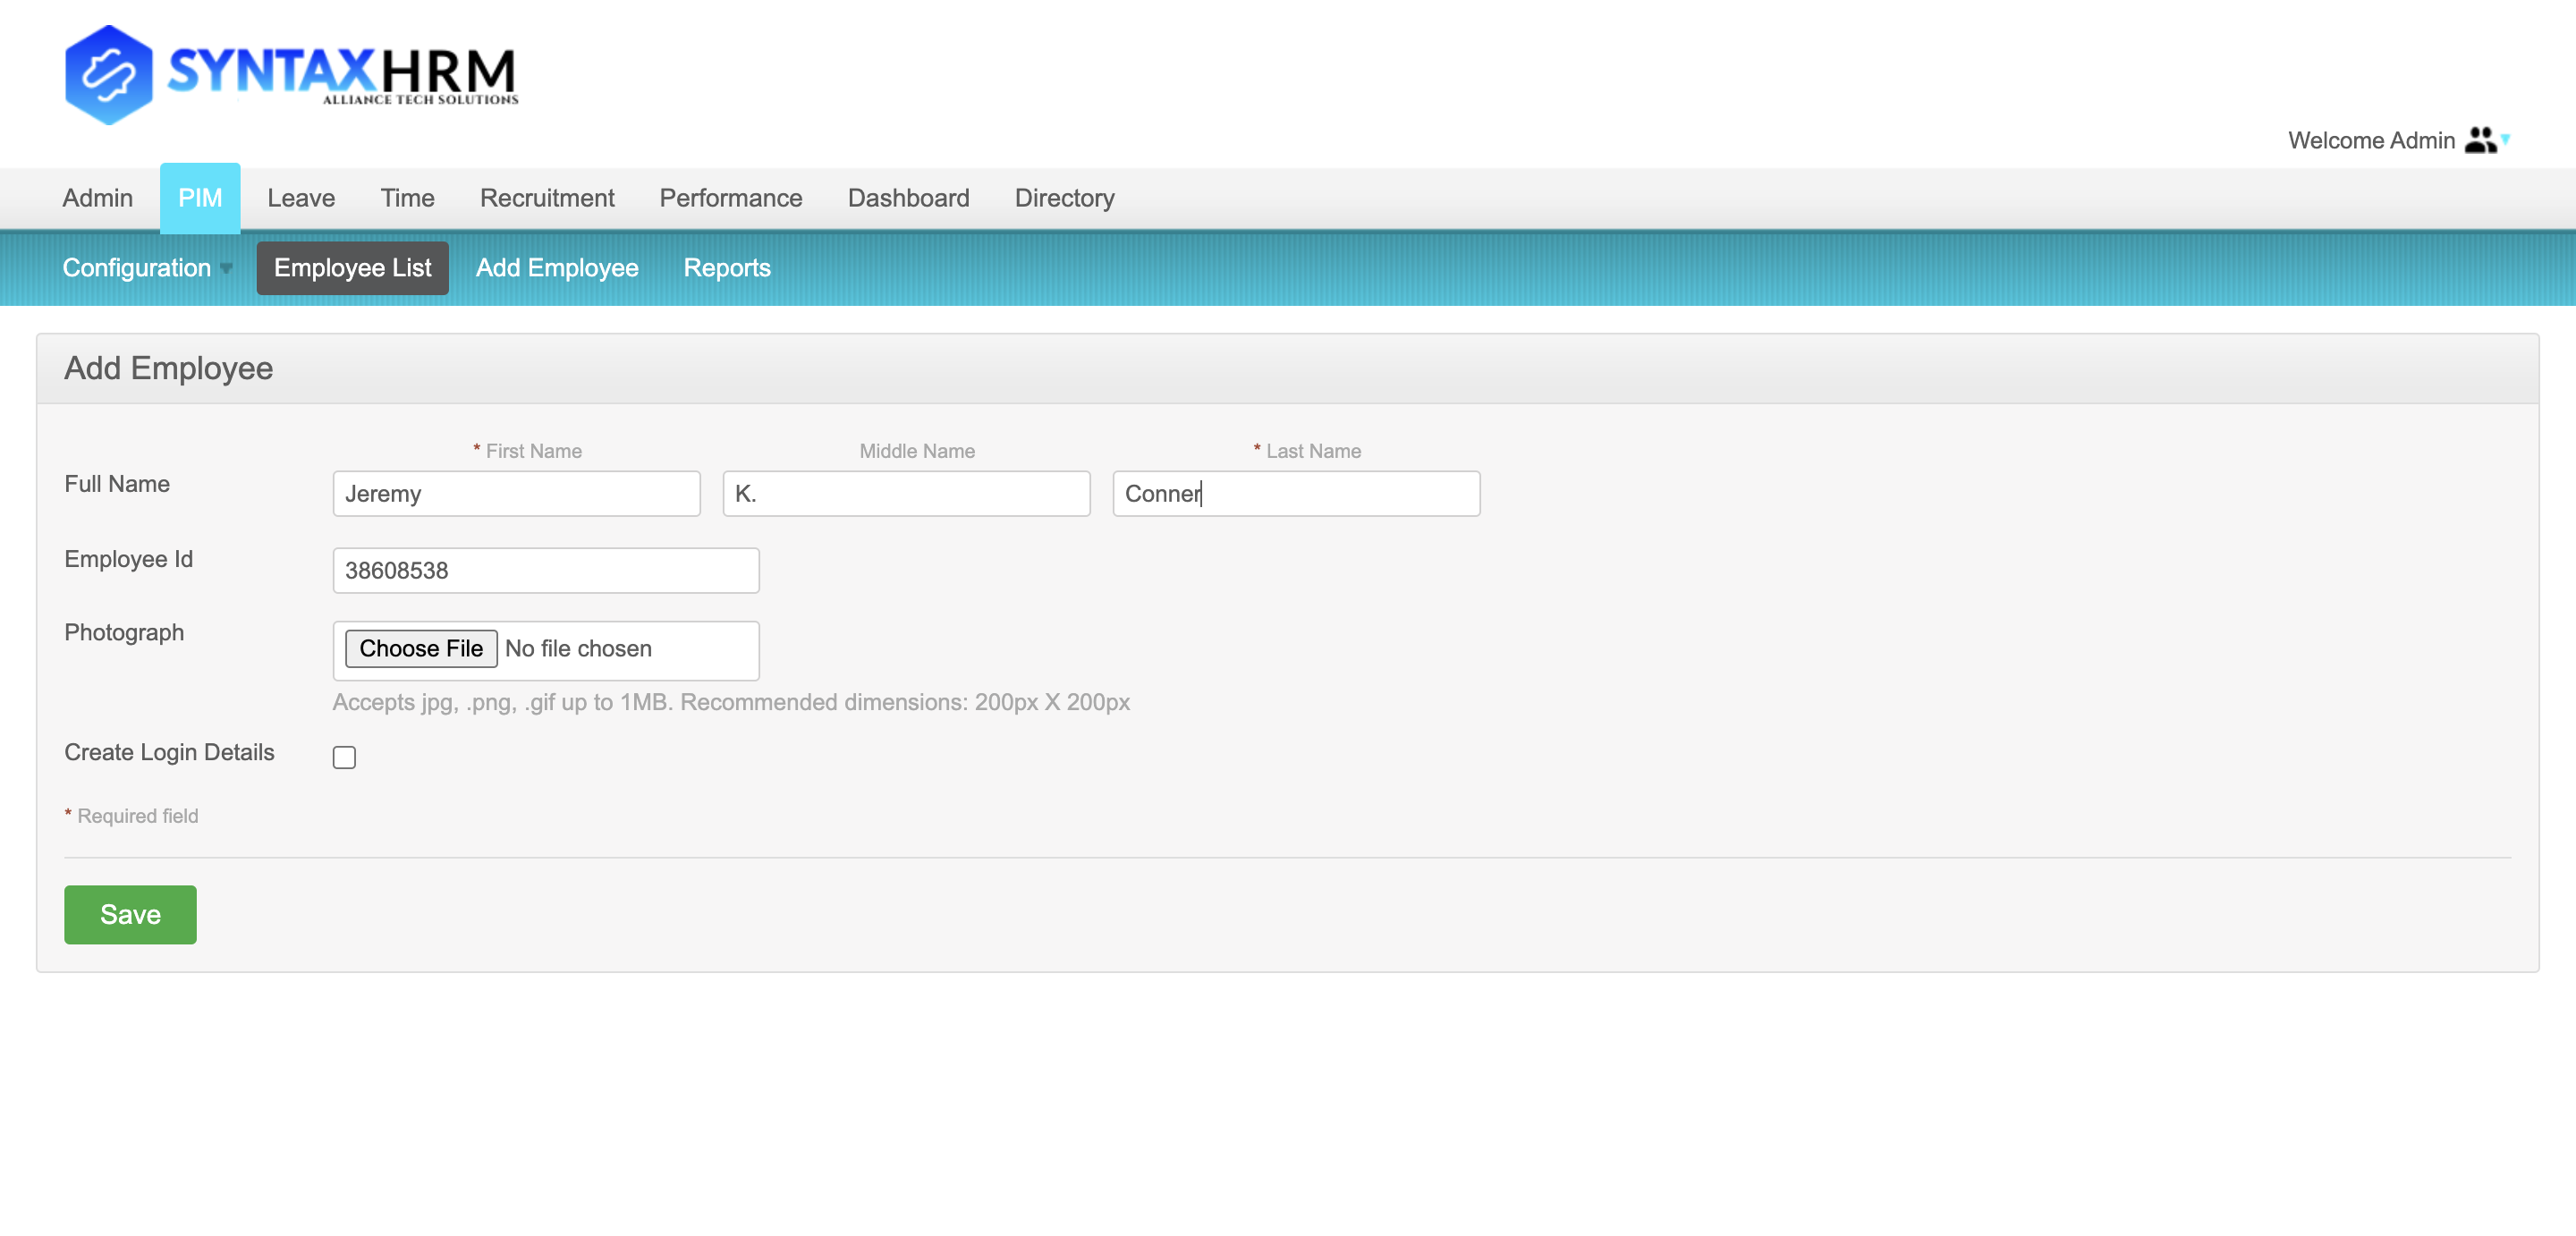 SYNTAXHRM
ALLIANCE TECH SOLUTIONS
Welcome Admin
Admin PIM Leave Time Recruitment Performance Dashboard Directory
Configuration Employee List Add Employee Reports
Add Employee
* First Name Middle Name * Last Name
Full Name Jeremy K. Conner
Employee Id 38608538
Photograph Choose File No file chosen
Accepts jpg, .png, .gif up to 1MB. Recommended dimensions: 200px X 200px
Create Login Details
* Required field
Save